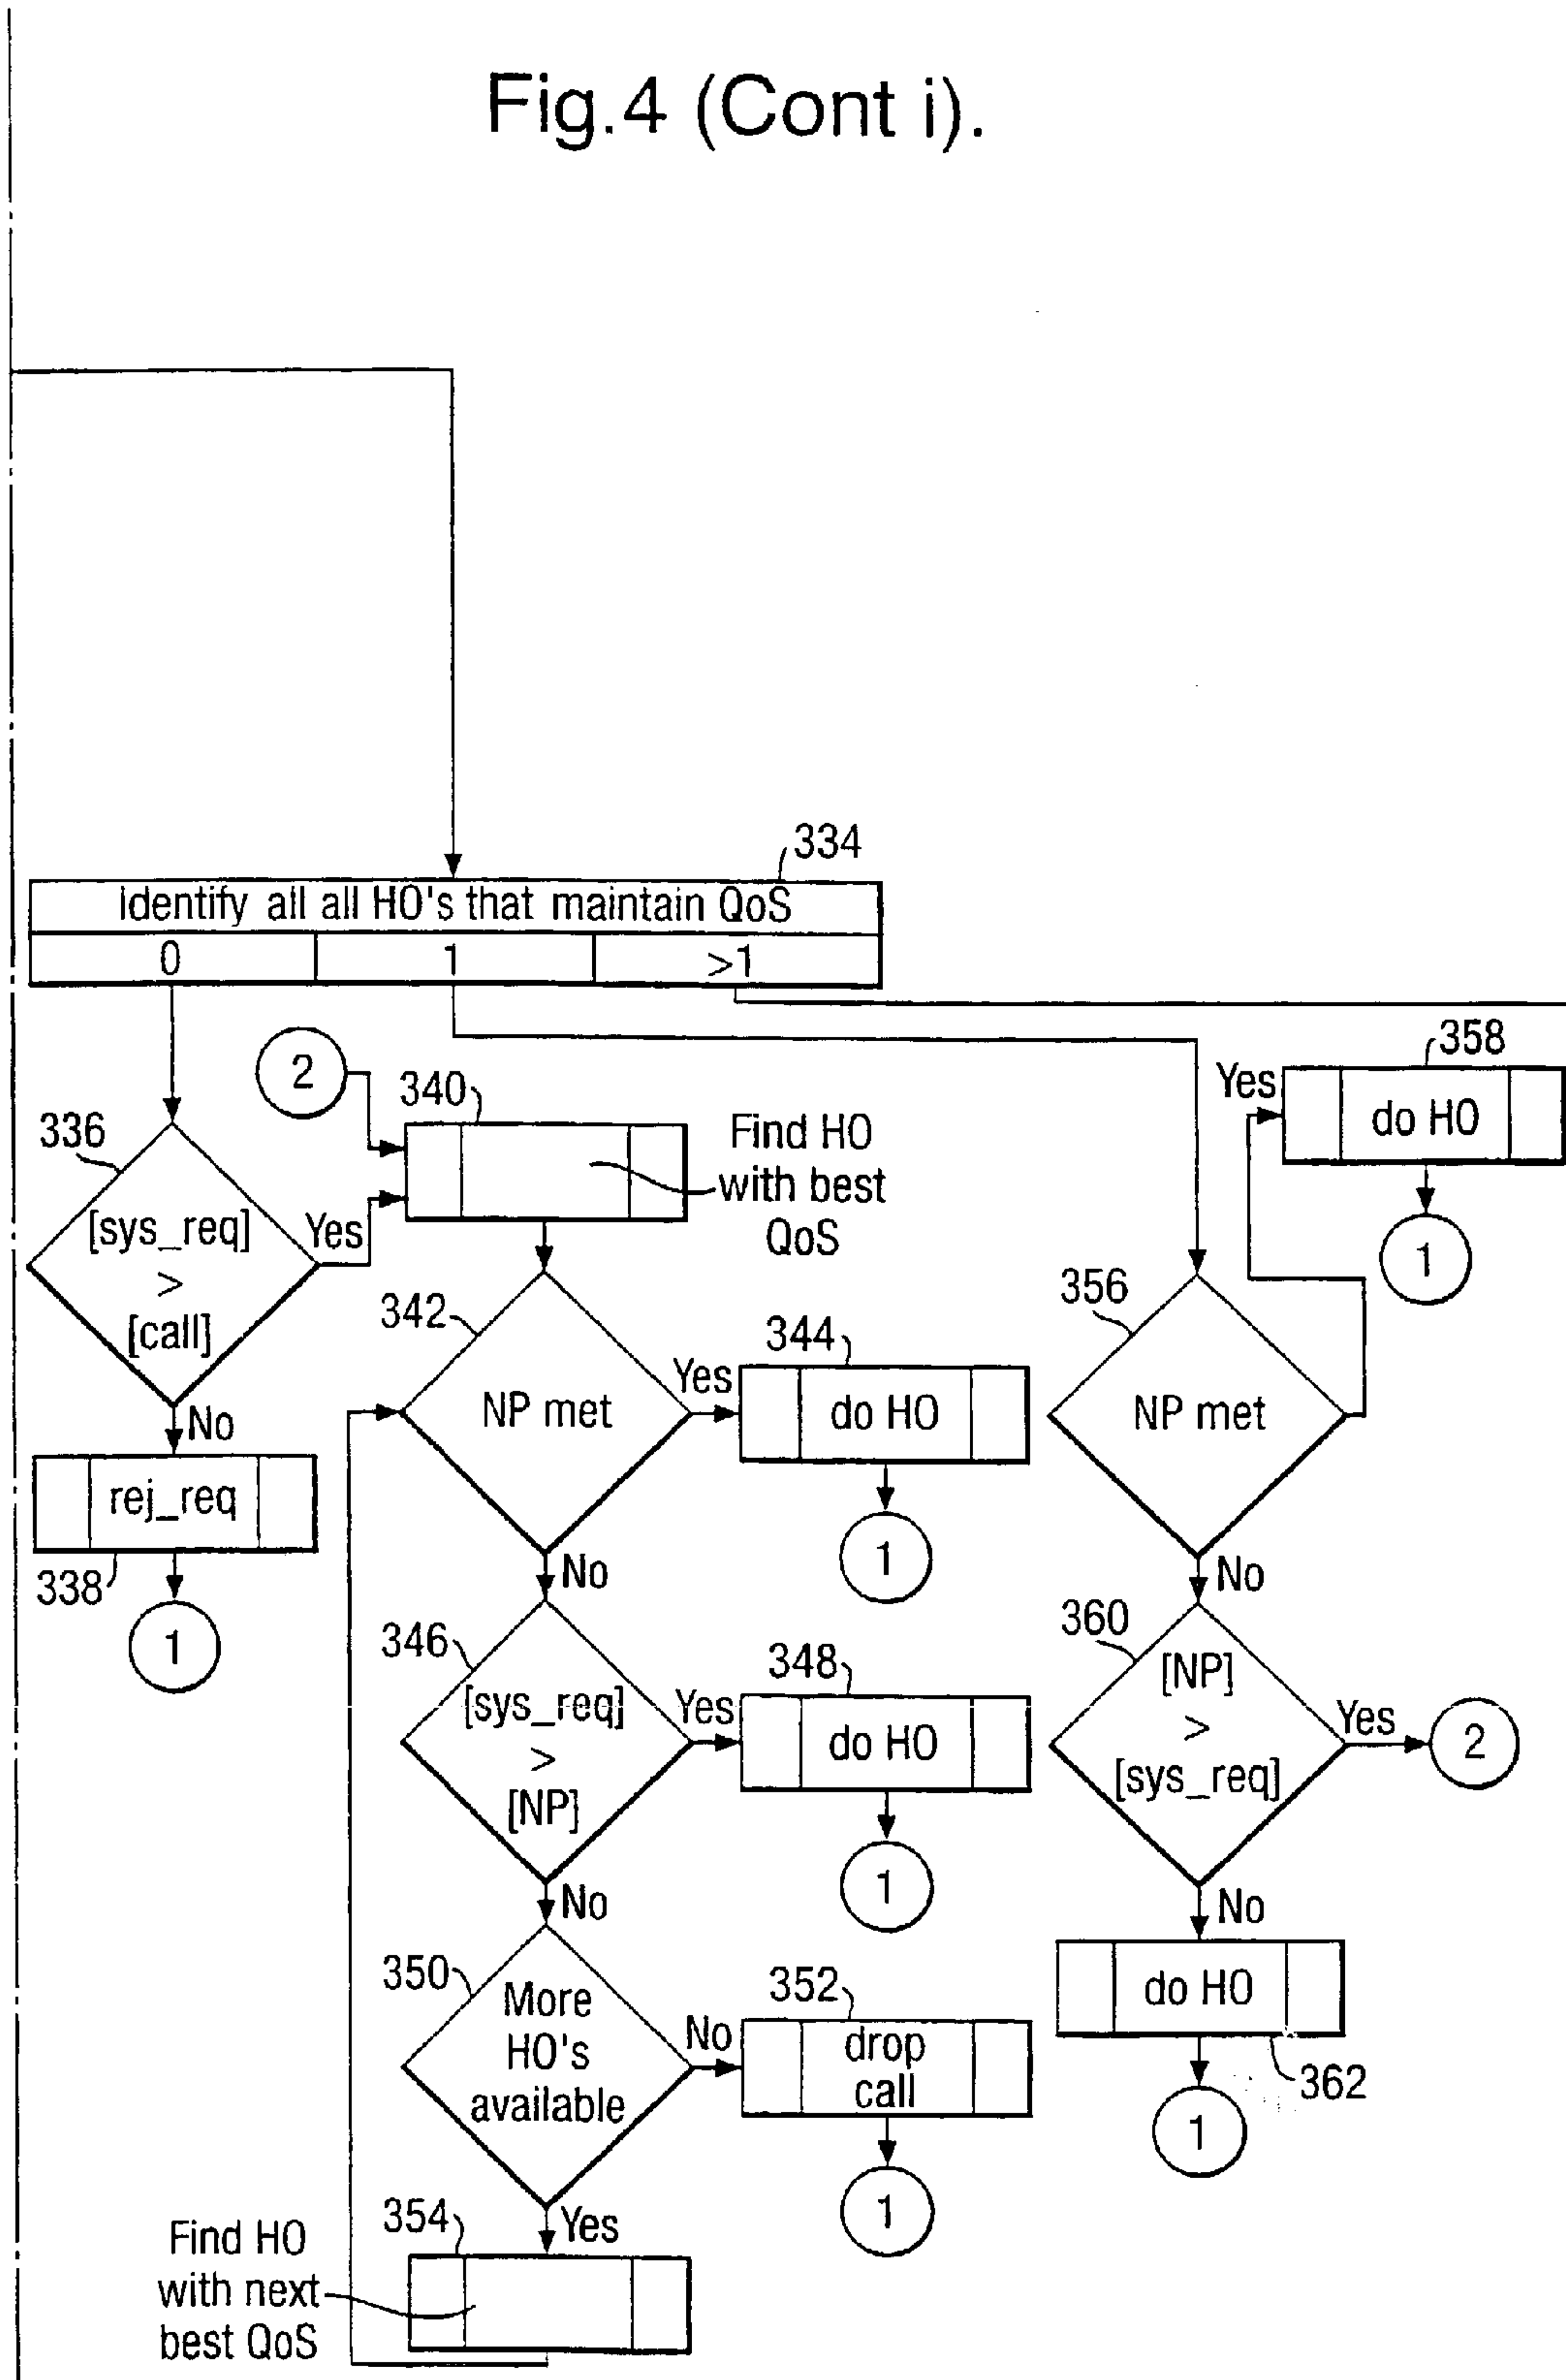 Fig.4 (Cont i).
334
Identify all all HO's that maintain QoS
0 1 >1
2
340
Find HO
with best
QoS
358
Yes
do HO
1
336
[sys_req]
>
[call]
Yes
No
rej_req
338
1
342
NP met
Yes
344
do HO
1
No
346
[sys_req]
>
[NP]
Yes
348
do HO
1
No
350
More
HO's
available
No
352
drop
call
1
Yes
354
Find HO
with next
best QoS
356
NP met
No
360
[NP]
>
[sys_req]
Yes
2
No
do HO
362
1